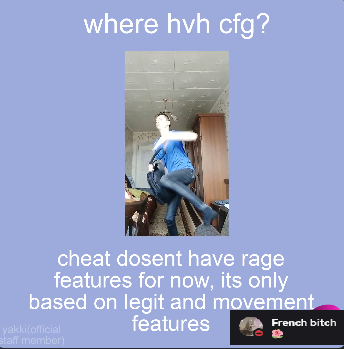 where hvh cfg?
cheat dosent have rage
features for now, its only
based on legit and movement
features
yakki(official
staff member)
French bitch